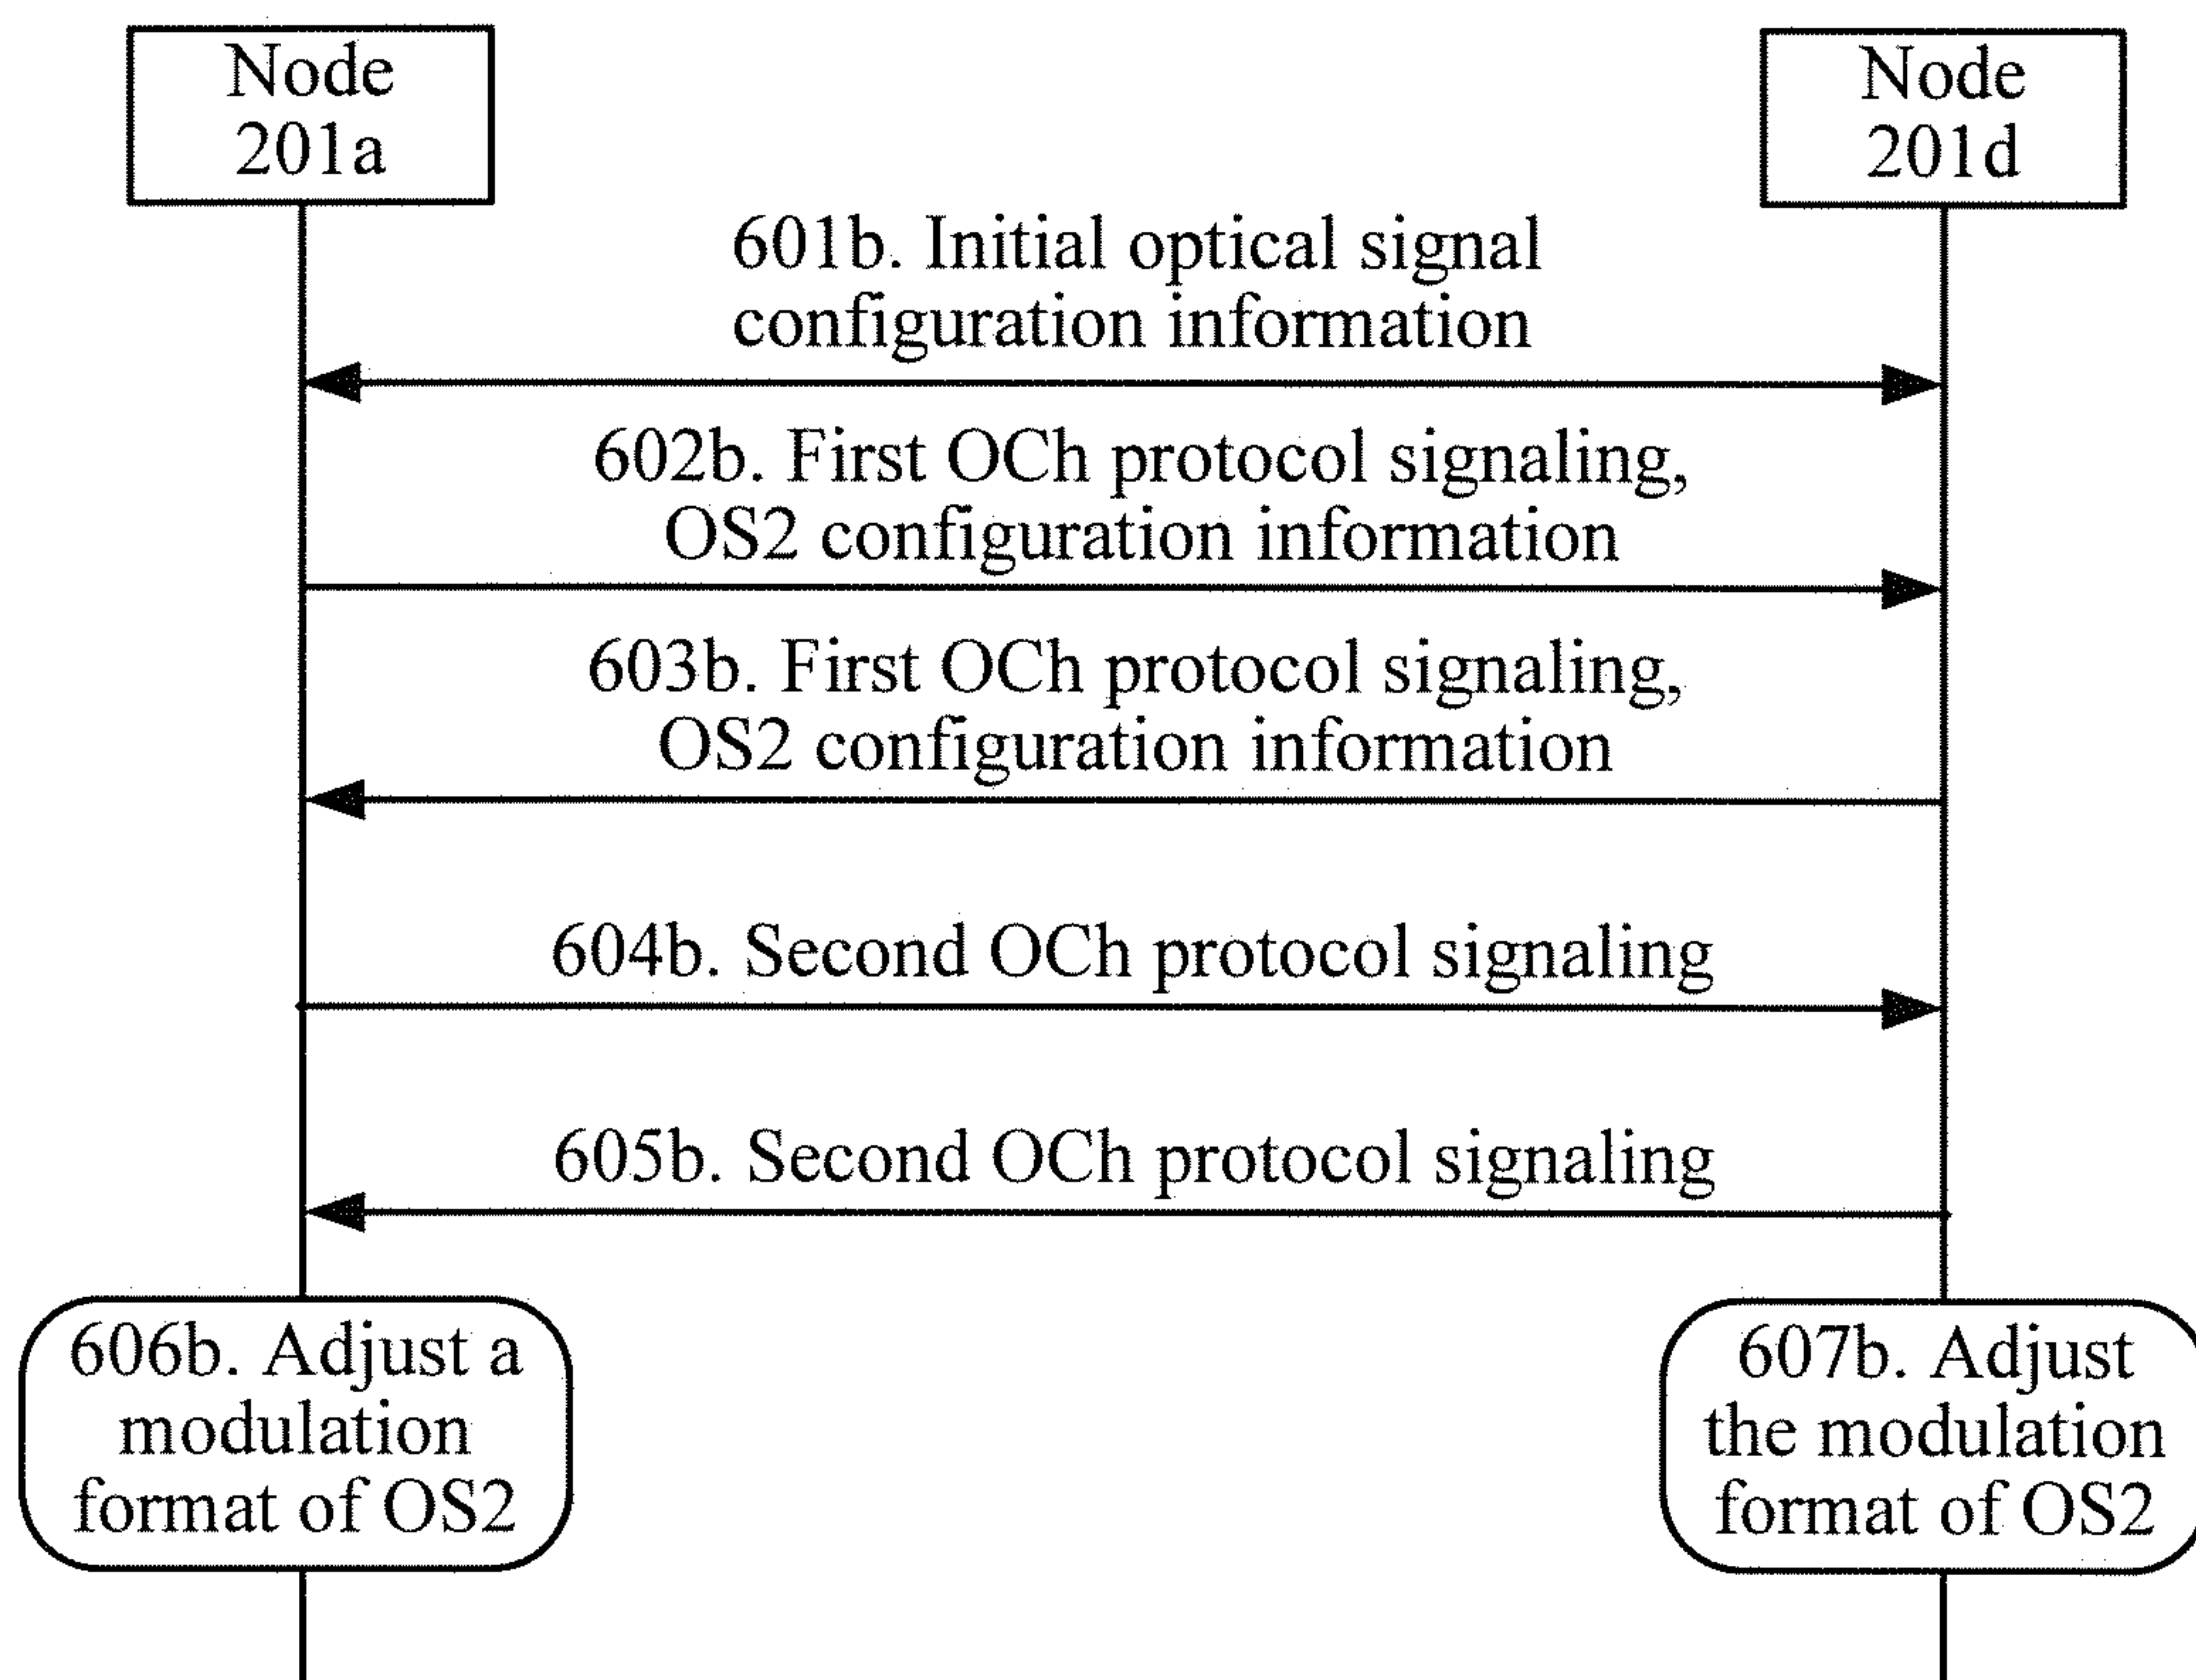 Node
201a
Node
201d
601b. Initial optical signal
configuration information
602b. First OCh protocol signaling,
OS2 configuration information
603b. First OCh protocol signaling,
OS2 configuration information
604b. Second OCh protocol signaling
605b. Second OCh protocol signaling
606b. Adjust a
modulation
format of OS2
607b. Adjust
the modulation
format of OS2